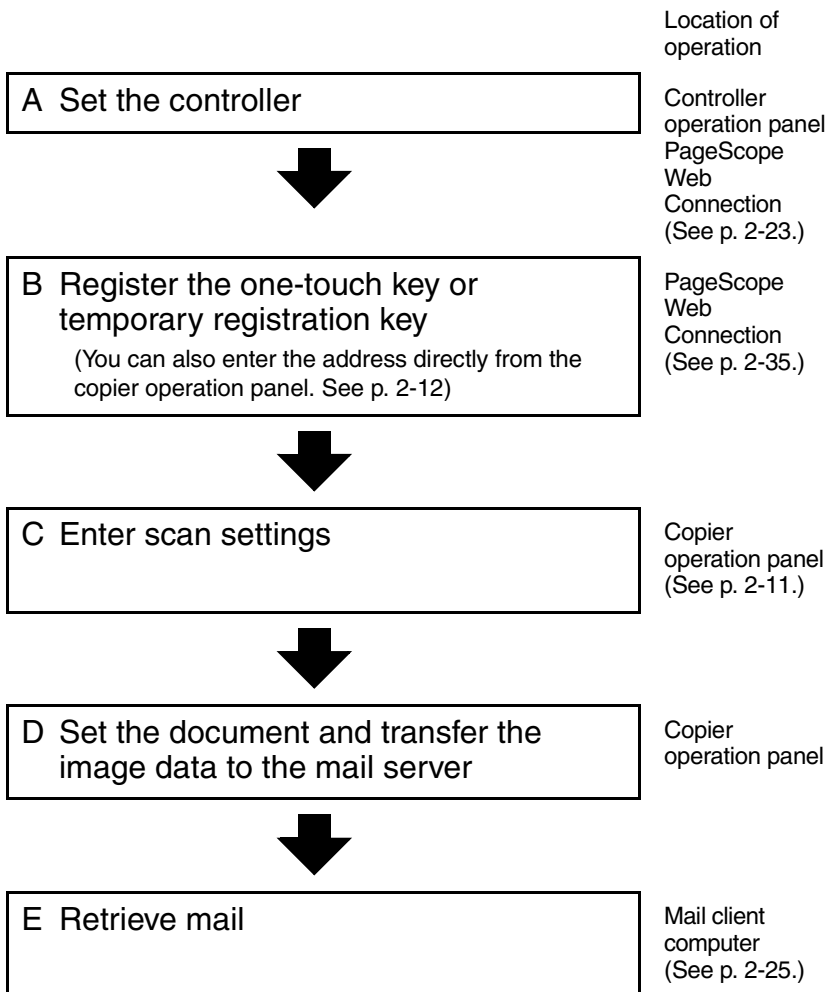 Location of
operation
A Set the controller
Controller
operation panel
PageScope
Web
Connection
(See p. 2-23.)
B Register the one-touch key or
temporary registration key
(You can also enter the address directly from the
copier operation panel. See p. 2-12)
PageScope
Web
Connection
(See p. 2-35.)
C Enter scan settings
Copier
operation panel
(See p. 2-11.)
D Set the document and transfer the
image data to the mail server
Copier
operation panel
E Retrieve mail
Mail client
computer
(See p. 2-25.)